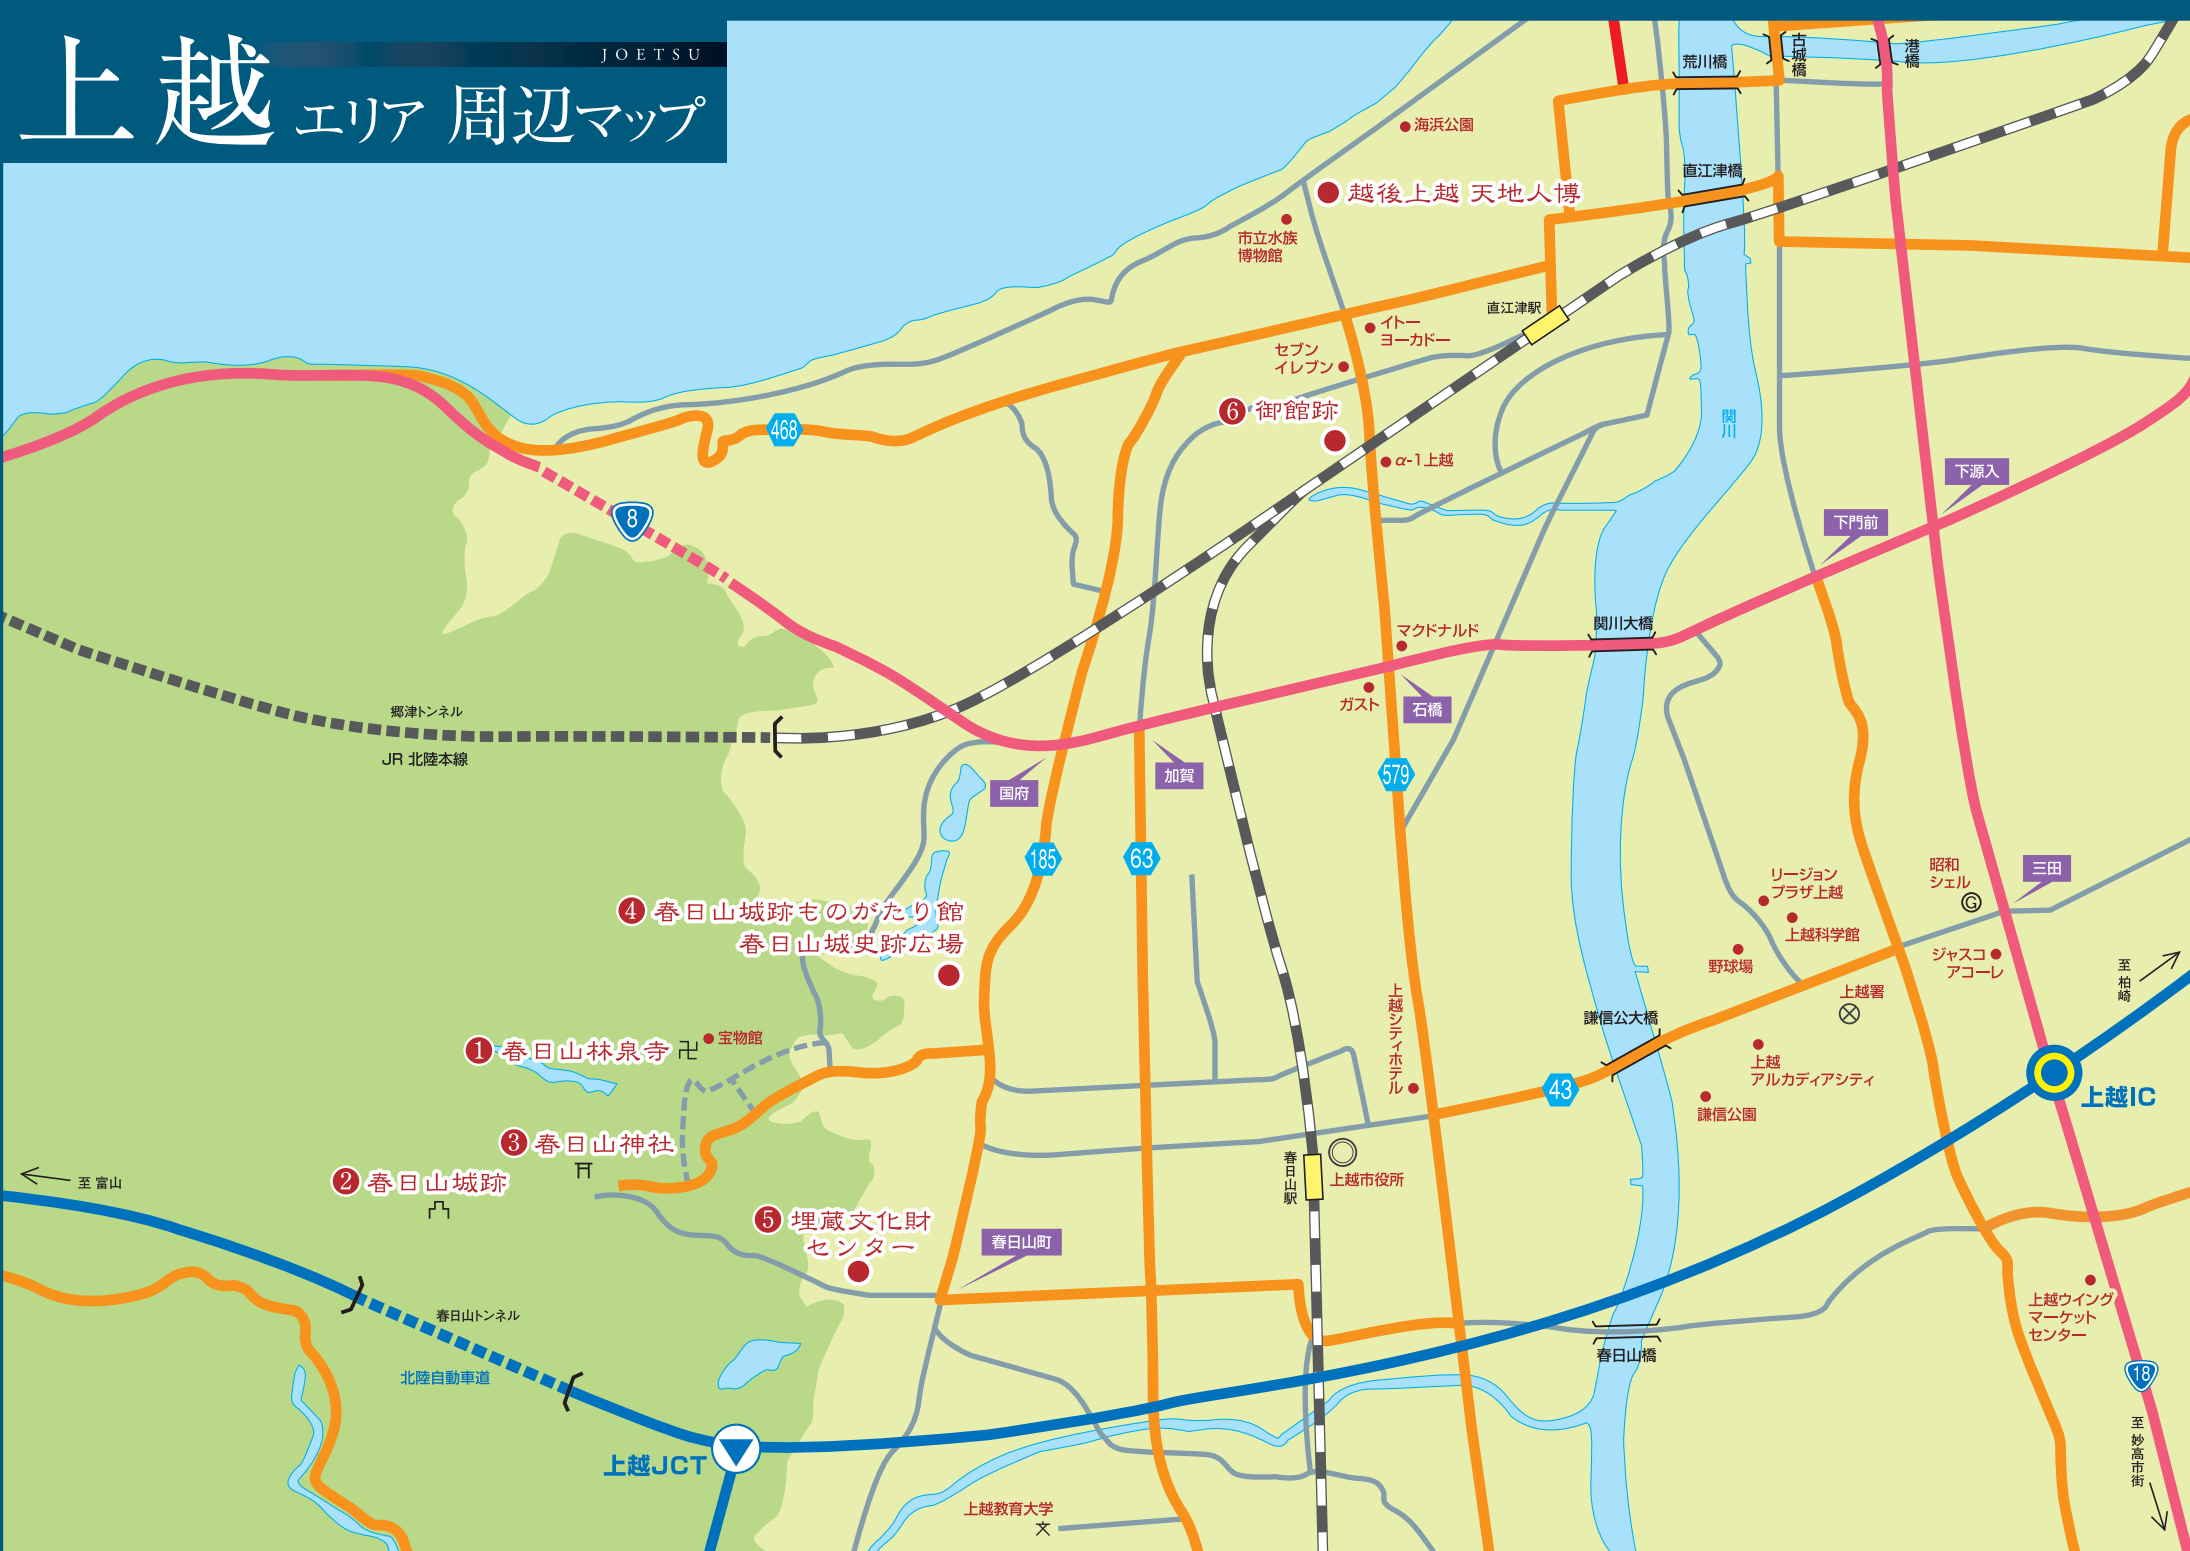 上越 エリア 周辺マップ
JOETSU
荒川橋
古城橋
港橋
海浜公園
直江津橋
越後上越 天地人博
市立水族
博物館
直江津駅
イトー
ヨーカドー
セブン
イレブン
468
❻ 御館跡
関川
α-1上越
下源入
8
下門前
関川大橋
マクドナルド
ガスト
石橋
郷津トンネル
JR 北陸本線
国府
加賀
579
185
63
昭和
シェル
G
三田
リージョン
プラザ上越
上越科学館
❹ 春日山城跡ものがたり館
春日山城史跡広場
野球場
ジャスコ
アコーレ
至 柏崎
上越署
上越シティホテル
謙信公大橋
❶ 春日山林泉寺
卍
宝物館
上越
アルカディアシティ
43
謙信公園
上越IC
❸ 春日山神社
❷ 春日山城跡
至 富山
春日山駅
上越市役所
❺ 埋蔵文化財
センター
春日山町
上越ウイング
マーケット
センター
春日山トンネル
春日山橋
北陸自動車道
18
至 妙高市街
上越JCT
上越教育大学
文